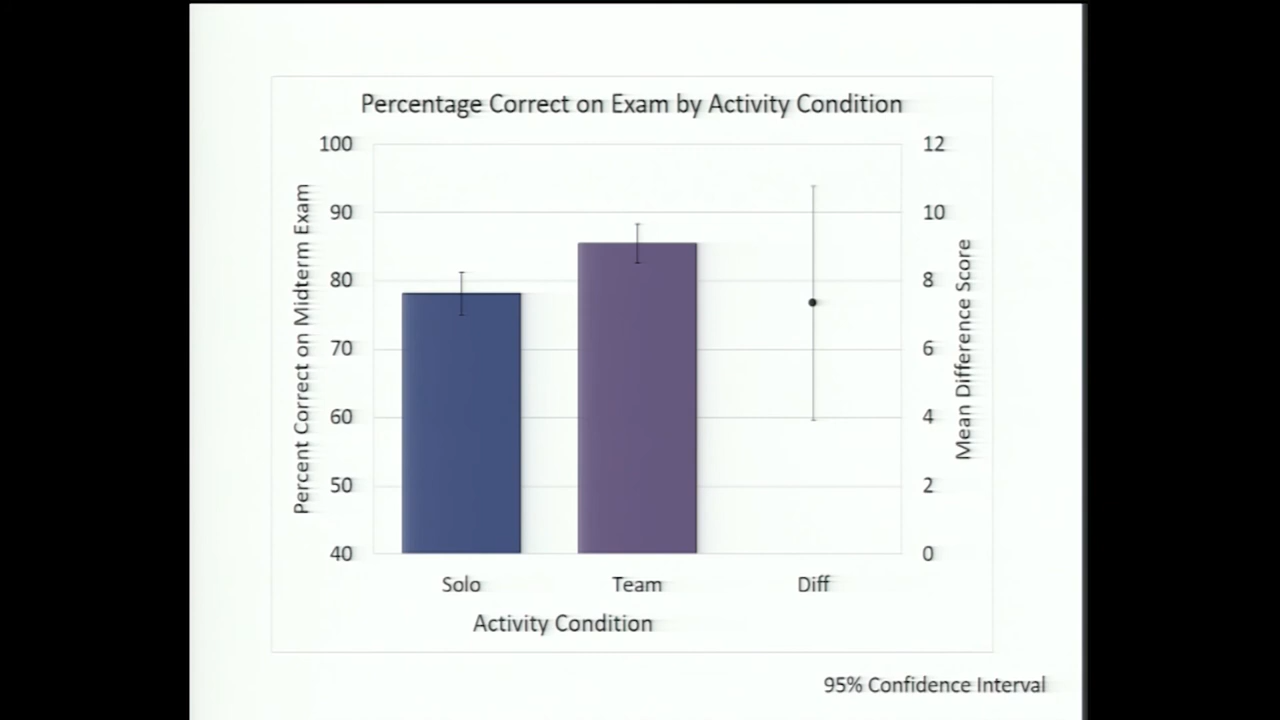 Percentage Correct on Exam by Activity Condition
Percent Correct on Midterm Exam
100
90
80
70
60
50
40
12
10
8
6
4
2
0
Mean Difference Score
Solo
Team
Diff
Activity Condition
95% Confidence Interval